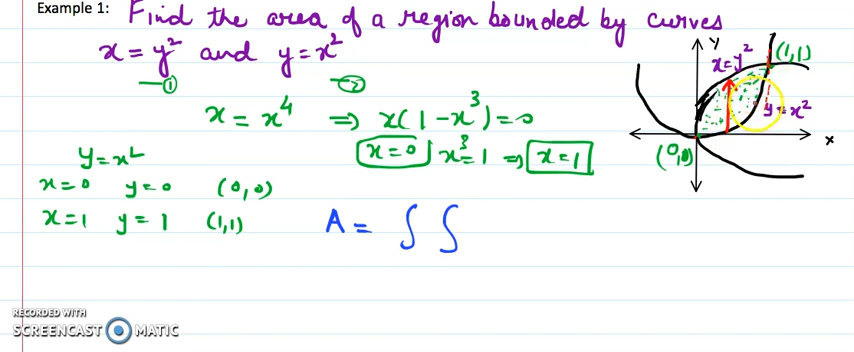 Example 1: Find the area of a region bounded by curves
x = y² and y = x²
① ②
x = x⁴ ⇒ x(1 - x³) = 0
x = 0 x³ = 1 ⇒ x = 1
y = x²
x = 0 y = 0 (0,0)
x = 1 y = 1 (1,1)
A = ∫ ∫
Y
(1,1)
x = y²
y = x²
x
(0,0)
RECORDED WITH
SCREENCAST MATIC